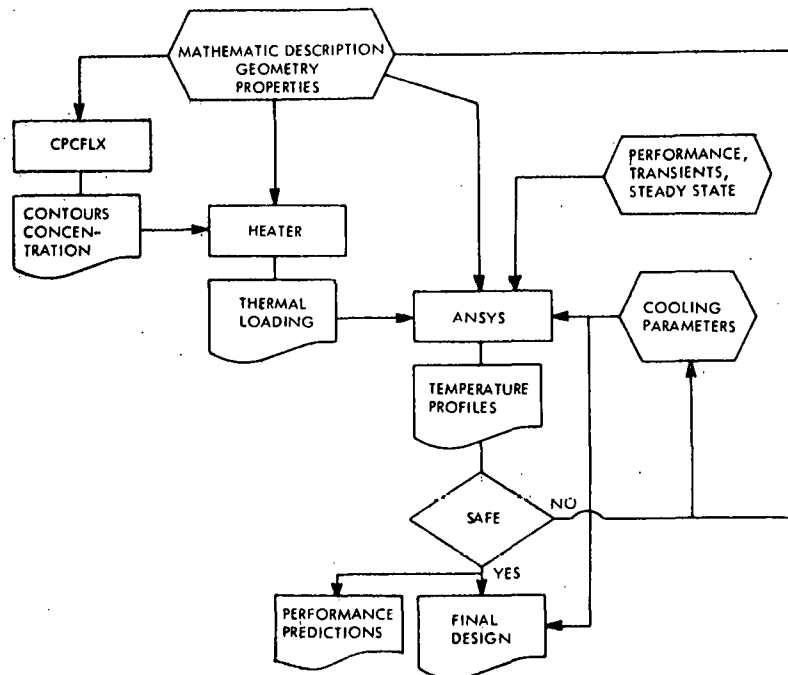 MATHEMATIC DESCRIPTION
GEOMETRY
PROPERTIES
CPCFLX
PERFORMANCE,
TRANSIENTS,
STEADY STATE
CONTOURS
CONCEN-
TRATION
HEATER
THERMAL
LOADING
ANSYS
COOLING
PARAMETERS
TEMPERATURE
PROFILES
SAFE
NO
YES
PERFORMANCE
PREDICTIONS
FINAL
DESIGN